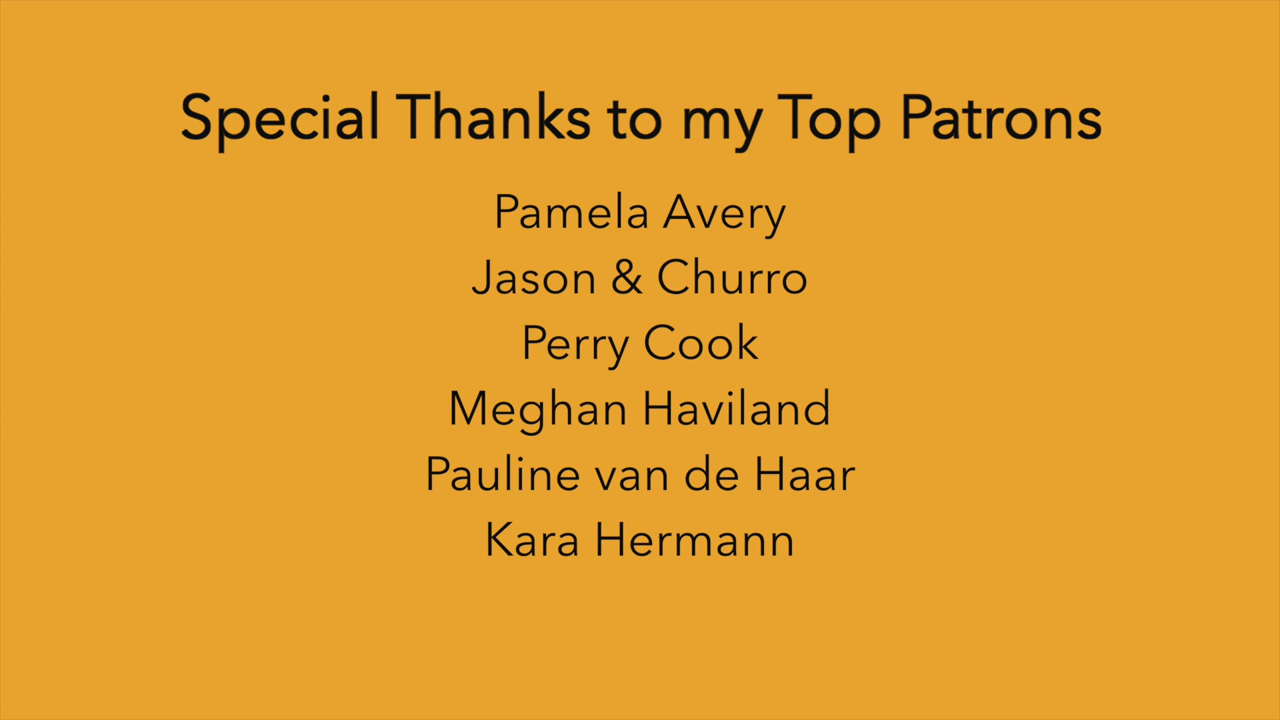 Special Thanks to my Top Patrons
Pamela Avery
Jason & Churro
Perry Cook
Meghan Haviland
Pauline van de Haar
Kara Hermann